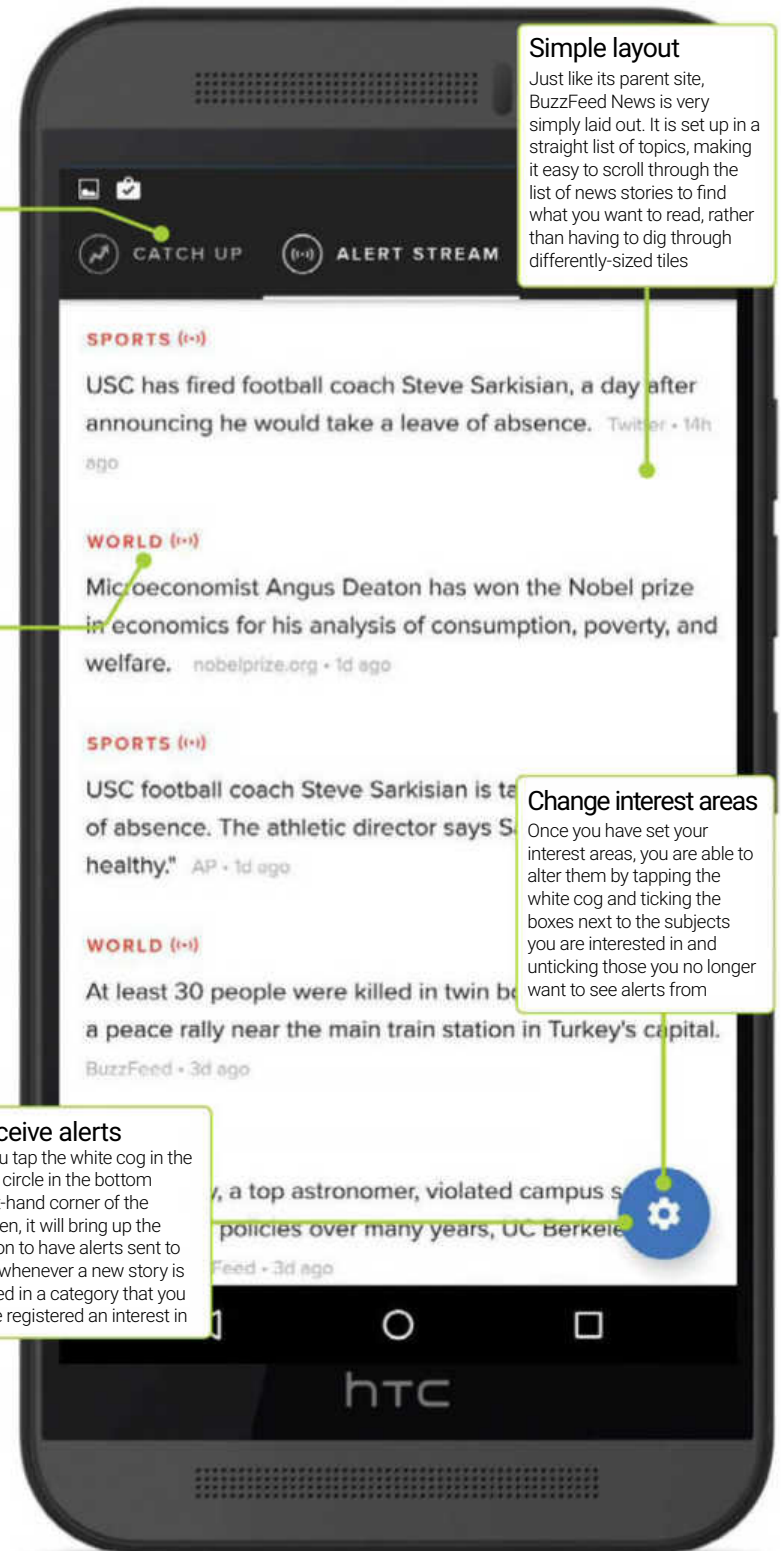 Simple layout
Just like its parent site,
BuzzFeed News is very
simply laid out. It is set up in a
straight list of topics, making
it easy to scroll through the
list of news stories to find
what you want to read, rather
than having to dig through
differently-sized tiles
CATCH UP
ALERT STREAM
SPORTS
USC has fired football coach Steve Sarkisian, a day after
announcing he would take a leave of absence. Twitter • 14h
ago
WORLD
Microeconomist Angus Deaton has won the Nobel prize
in economics for his analysis of consumption, poverty, and
welfare. nobelprize.org • 1d ago
SPORTS
USC football coach Steve Sarkisian is ta
of absence. The athletic director says S
healthy." AP • 1d ago
Change interest areas
Once you have set your
interest areas, you are able to
alter them by tapping the
white cog and ticking the
boxes next to the subjects
you are interested in and
unticking those you no longer
want to see alerts from
WORLD
At least 30 people were killed in twin bo
a peace rally near the main train station in Turkey's capital.
BuzzFeed • 3d ago
ceive alerts
u tap the white cog in the
circle in the bottom
-hand corner of the
en, it will bring up the
on to have alerts sent to
whenever a new story is
ed in a category that you
e registered an interest in
y, a top astronomer, violated campus s
policies over many years, UC Berkele
Feed • 3d ago
hTC